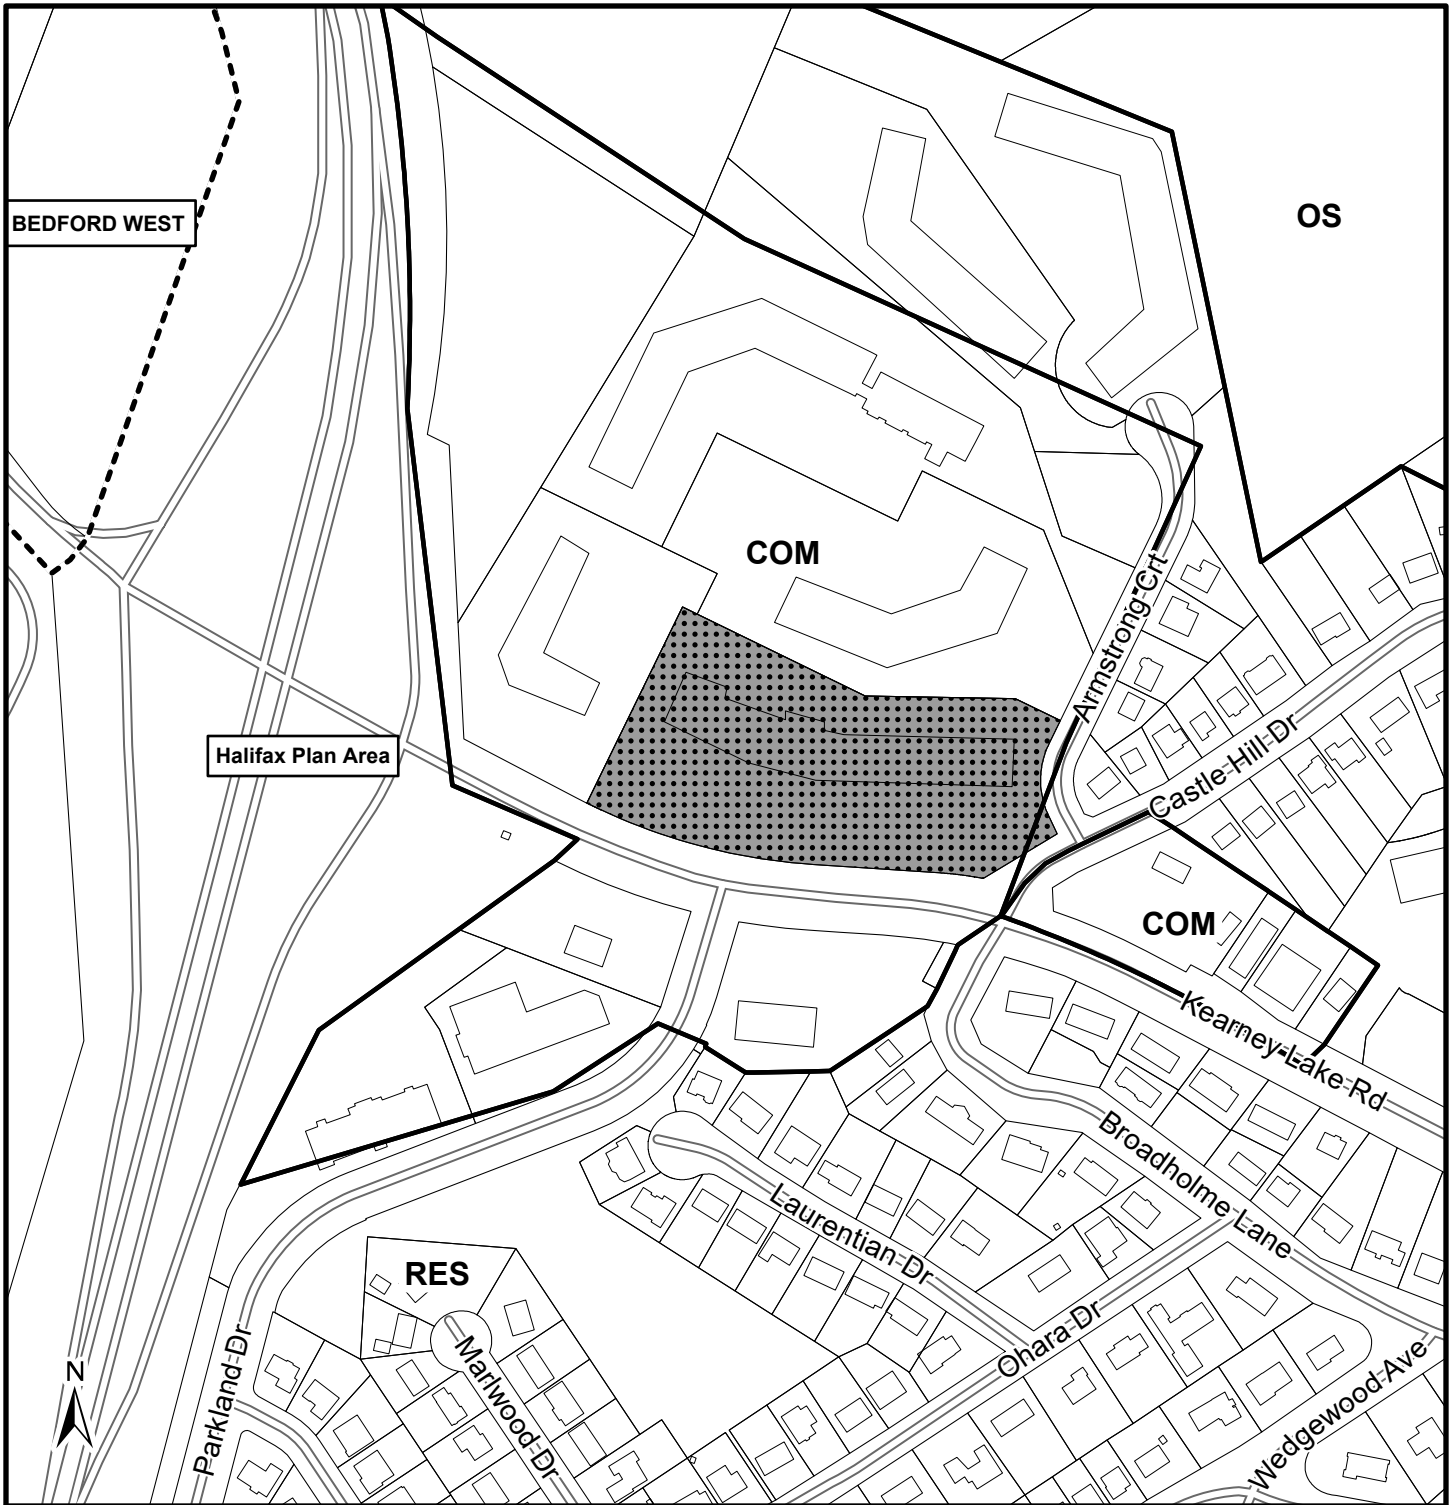 OS
BEDFORD WEST
COM
Armstrong Crt
Castle Hill Dr
Halifax Plan Area
COM
Kearney Lake Rd
Broadholme Lane
Laurentian Dr
RES
Ohara Dr
Marlwood Dr
Parkland Dr
Wedgewood Ave
N